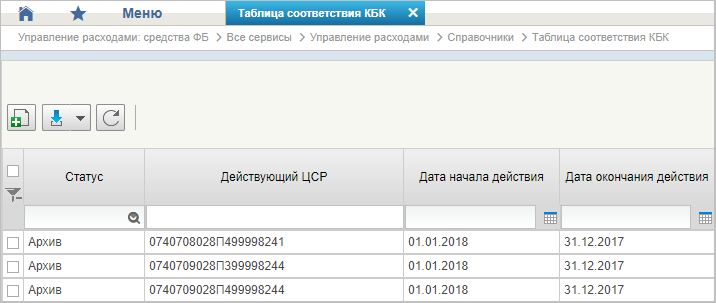 Меню Таблица соответствия КБК
Управление расходами: средства ФБ Все сервисы Управление расходами Справочники Таблица соответствия КБК
Статус Действующий ЦСР Дата начала действия Дата окончания действия
Архив 0740708028П499998241 01.01.2018 31.12.2017
Архив 0740709028П399998244 01.01.2018 31.12.2017
Архив 0740709028П499998244 01.01.2018 31.12.2017